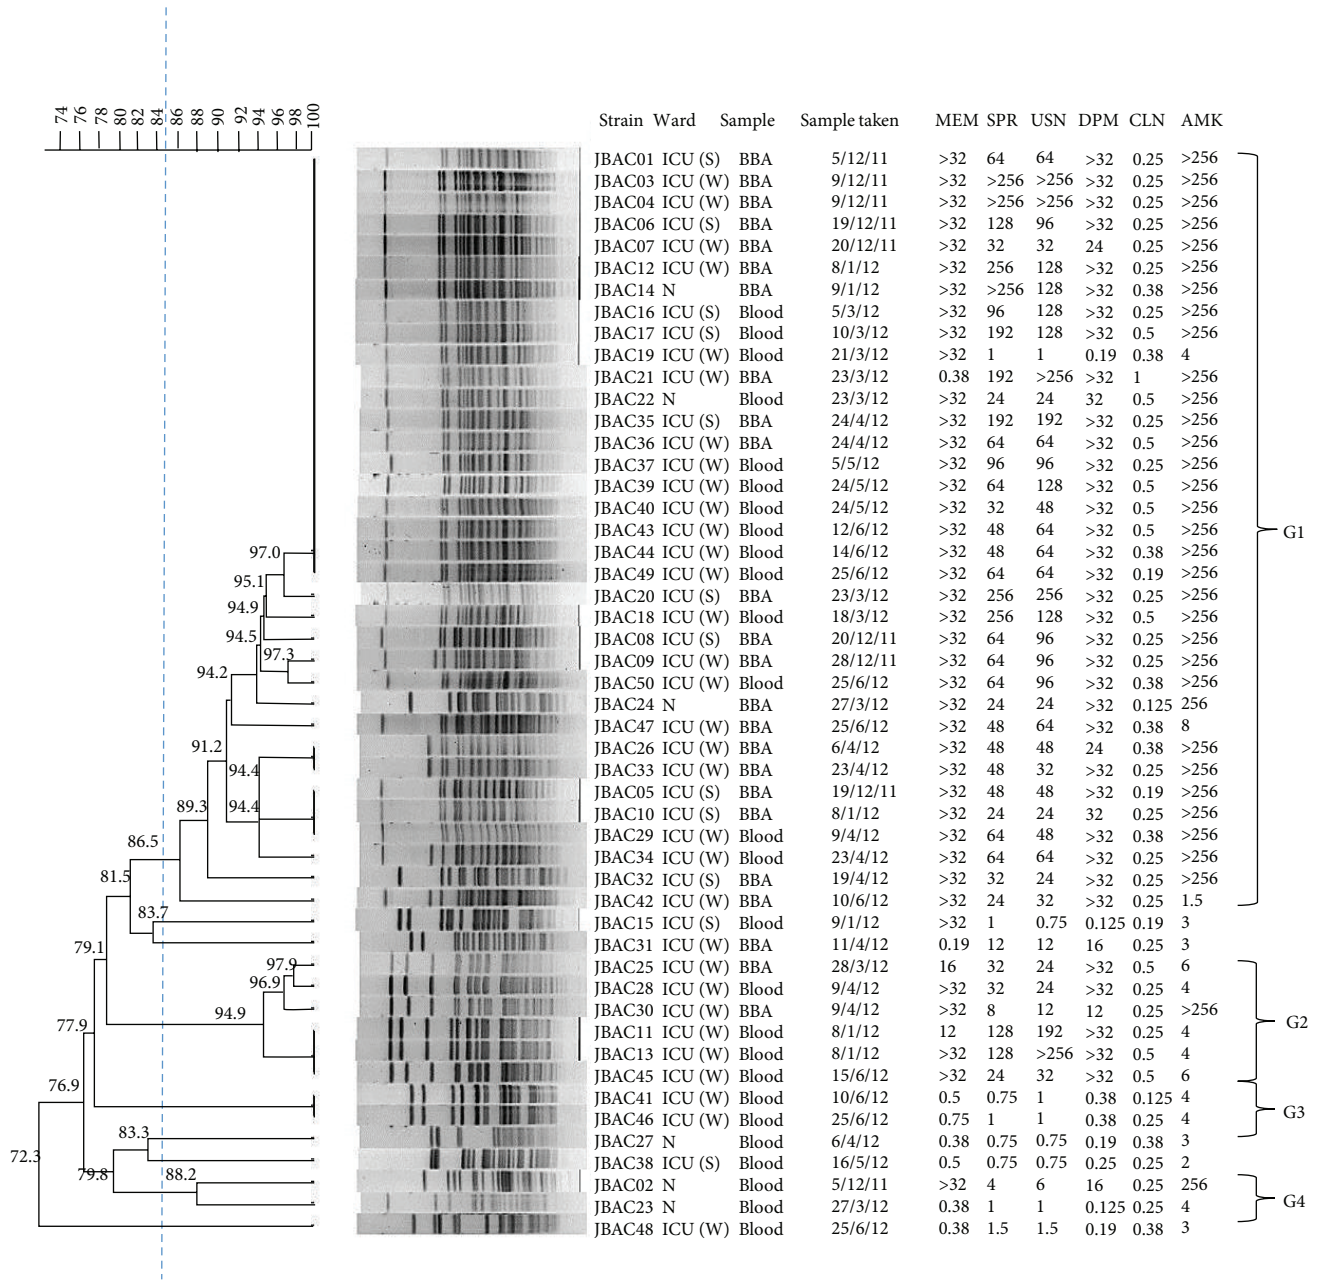 74 76 78 80 82 84 86 88 90 92 94 96 98 100
Strain Ward Sample Sample taken MEM SPR USN DPM CLN AMK
JBAC01 ICU (S) BBA 5/12/11 >32 64 64 >32 0.25 >256
JBAC03 ICU (W) BBA 9/12/11 >32 >256 >256 >32 0.25 >256
JBAC04 ICU (W) BBA 9/12/11 >32 >256 >256 >32 0.25 >256
JBAC06 ICU (S) BBA 19/12/11 >32 128 96 >32 0.25 >256
JBAC07 ICU (W) BBA 20/12/11 >32 32 32 24 0.25 >256
JBAC12 ICU (W) BBA 8/1/12 >32 256 128 >32 0.25 >256
JBAC14 N BBA 9/1/12 >32 >256 128 >32 0.38 >256
JBAC16 ICU (S) Blood 5/3/12 >32 96 128 >32 0.25 >256
JBAC17 ICU (S) Blood 10/3/12 >32 192 128 >32 0.5 >256
JBAC19 ICU (W) Blood 21/3/12 >32 1 1 0.19 0.38 4
JBAC21 ICU (W) BBA 23/3/12 0.38 192 >256 >32 1 >256
JBAC22 N Blood 23/3/12 >32 24 24 32 0.5 >256
JBAC35 ICU (S) BBA 24/4/12 >32 192 192 >32 0.25 >256
JBAC36 ICU (W) BBA 24/4/12 >32 64 64 >32 0.5 >256
JBAC37 ICU (W) Blood 5/5/12 >32 96 96 >32 0.25 >256
JBAC39 ICU (W) Blood 24/5/12 >32 64 128 >32 0.5 >256
JBAC40 ICU (W) Blood 24/5/12 >32 32 48 >32 0.5 >256
JBAC43 ICU (W) Blood 12/6/12 >32 48 64 >32 0.5 >256
G1
97.0 JBAC44 ICU (W) Blood 14/6/12 >32 48 64 >32 0.38 >256
95.1 JBAC49 ICU (W) Blood 25/6/12 >32 64 64 >32 0.19 >256
JBAC20 ICU (S) BBA 23/3/12 >32 256 256 >32 0.25 >256
94.9 JBAC18 ICU (W) Blood 18/3/12 >32 256 128 >32 0.5 >256
94.5 JBAC08 ICU (S) BBA 20/12/11 >32 64 96 >32 0.25 >256
97.3 JBAC09 ICU (W) BBA 28/12/11 >32 64 96 >32 0.25 >256
94.2 JBAC50 ICU (W) Blood 25/6/12 >32 64 96 >32 0.38 >256
JBAC24 N BBA 27/3/12 >32 24 24 >32 0.125 256
JBAC47 ICU (W) BBA 25/6/12 >32 48 64 >32 0.38 8
91.2 JBAC26 ICU (W) BBA 6/4/12 >32 48 48 24 0.38 >256
94.4 JBAC33 ICU (W) BBA 23/4/12 >32 48 32 >32 0.25 >256
JBAC05 ICU (S) BBA 19/12/11 >32 48 48 >32 0.19 >256
89.3 94.4 JBAC10 ICU (S) BBA 8/1/12 >32 24 24 32 0.25 >256
86.5 JBAC29 ICU (W) Blood 9/4/12 >32 64 48 >32 0.38 >256
JBAC34 ICU (W) Blood 23/4/12 >32 64 64 >32 0.25 >256
81.5 JBAC32 ICU (S) BBA 19/4/12 >32 32 24 >32 0.25 >256
JBAC42 ICU (W) BBA 10/6/12 >32 24 32 >32 0.25 1.5
83.7 JBAC15 ICU (S) Blood 9/1/12 >32 1 0.75 0.125 0.19 3
79.1 JBAC31 ICU (W) BBA 11/4/12 0.19 12 12 16 0.25 3
97.9 JBAC25 ICU (W) BBA 28/3/12 16 32 24 >32 0.5 6
96.9 JBAC28 ICU (W) Blood 9/4/12 >32 32 24 >32 0.25 4
94.9 JBAC30 ICU (W) BBA 9/4/12 >32 8 12 12 0.25 >256
G2
77.9 JBAC11 ICU (W) Blood 8/1/12 12 128 192 >32 0.25 4
JBAC13 ICU (W) Blood 8/1/12 >32 128 >256 >32 0.5 4
76.9 JBAC45 ICU (W) Blood 15/6/12 >32 24 32 >32 0.5 6
JBAC41 ICU (W) Blood 10/6/12 0.5 0.75 1 0.38 0.125 4
G3
JBAC46 ICU (W) Blood 25/6/12 0.75 1 1 0.38 0.25 4
83.3 JBAC27 N Blood 6/4/12 0.38 0.75 0.75 0.19 0.38 3
72.3 JBAC38 ICU (S) Blood 16/5/12 0.5 0.75 0.75 0.25 0.25 2
79.8 88.2 JBAC02 N Blood 5/12/11 >32 4 6 16 0.25 256
G4
JBAC23 N Blood 27/3/12 0.38 1 1 0.125 0.25 4
JBAC48 ICU (W) Blood 25/6/12 0.38 1.5 1.5 0.19 0.38 3